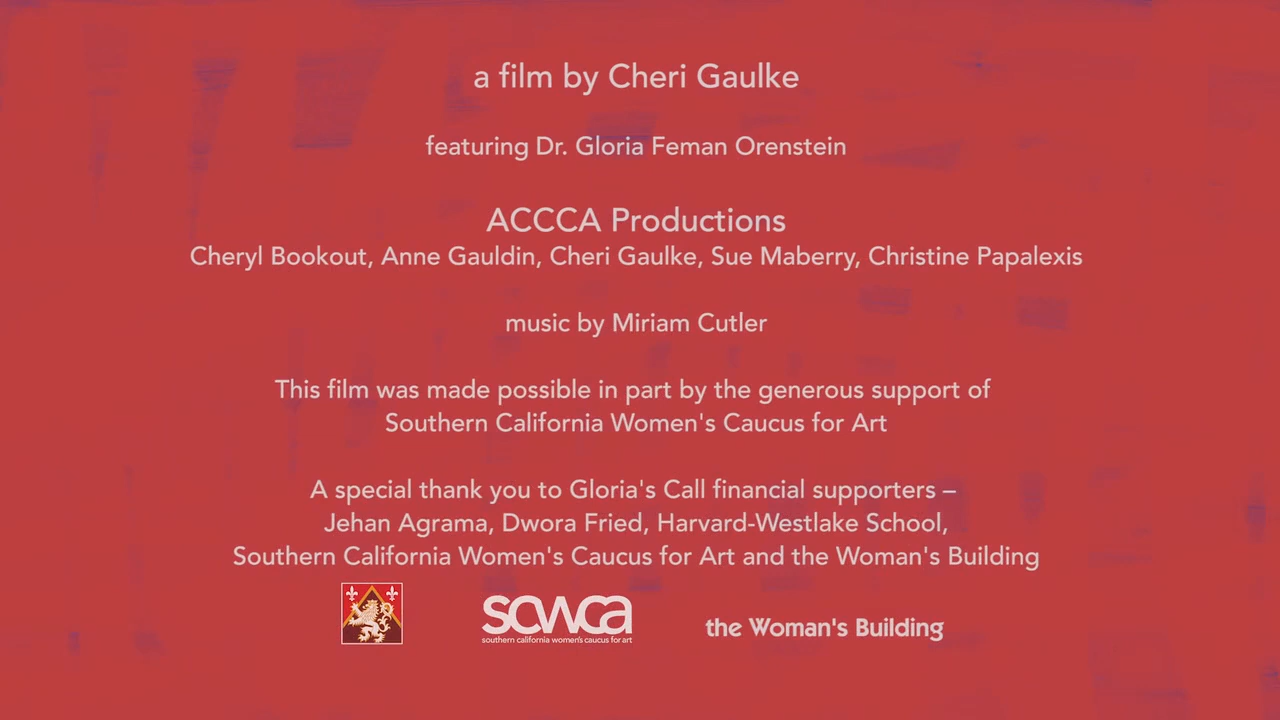 a film by Cheri Gaulke
featuring Dr. Gloria Feman Orenstein
ACCCA Productions
Cheryl Bookout, Anne Gauldin, Cheri Gaulke, Sue Maberry, Christine Papalexis
music by Miriam Cutler
This film was made possible in part by the generous support of
Southern California Women's Caucus for Art
A special thank you to Gloria's Call financial supporters –
Jehan Agrama, Dwora Fried, Harvard-Westlake School,
Southern California Women's Caucus for Art and the Woman's Building
scwca
southern california women's caucus for art
the Woman's Building